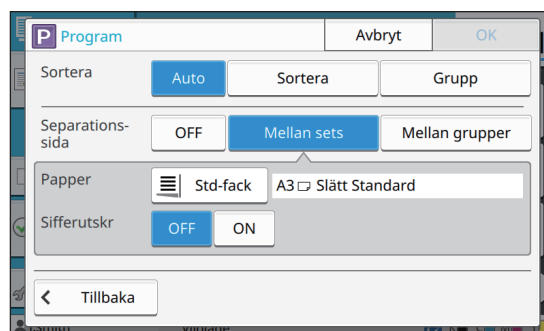 P Program
Avbryt
OK
Sortera
Auto
Sortera
Grupp
Separations-
sida
OFF
Mellan sets
Mellan grupper
Papper
Std-fack
A3 Slätt Standard
Sifferutskr
OFF
ON
Tillbaka